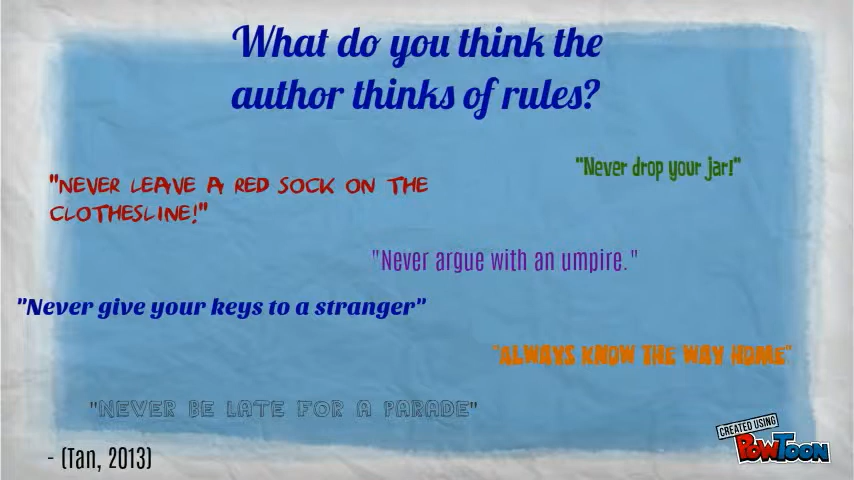 What do you think the
author thinks of rules?
"Never drop your jar!"
"NEVER LEAVE A RED SOCK ON THE
CLOTHESLINE!"
"Never argue with an umpire."
"Never give your keys to a stranger"
"ALWAYS KNOW THE WAY HOME"
"NEVER BE LATE FOR A PARADE"
- (Tan, 2013)
CREATED USING
POWTOON